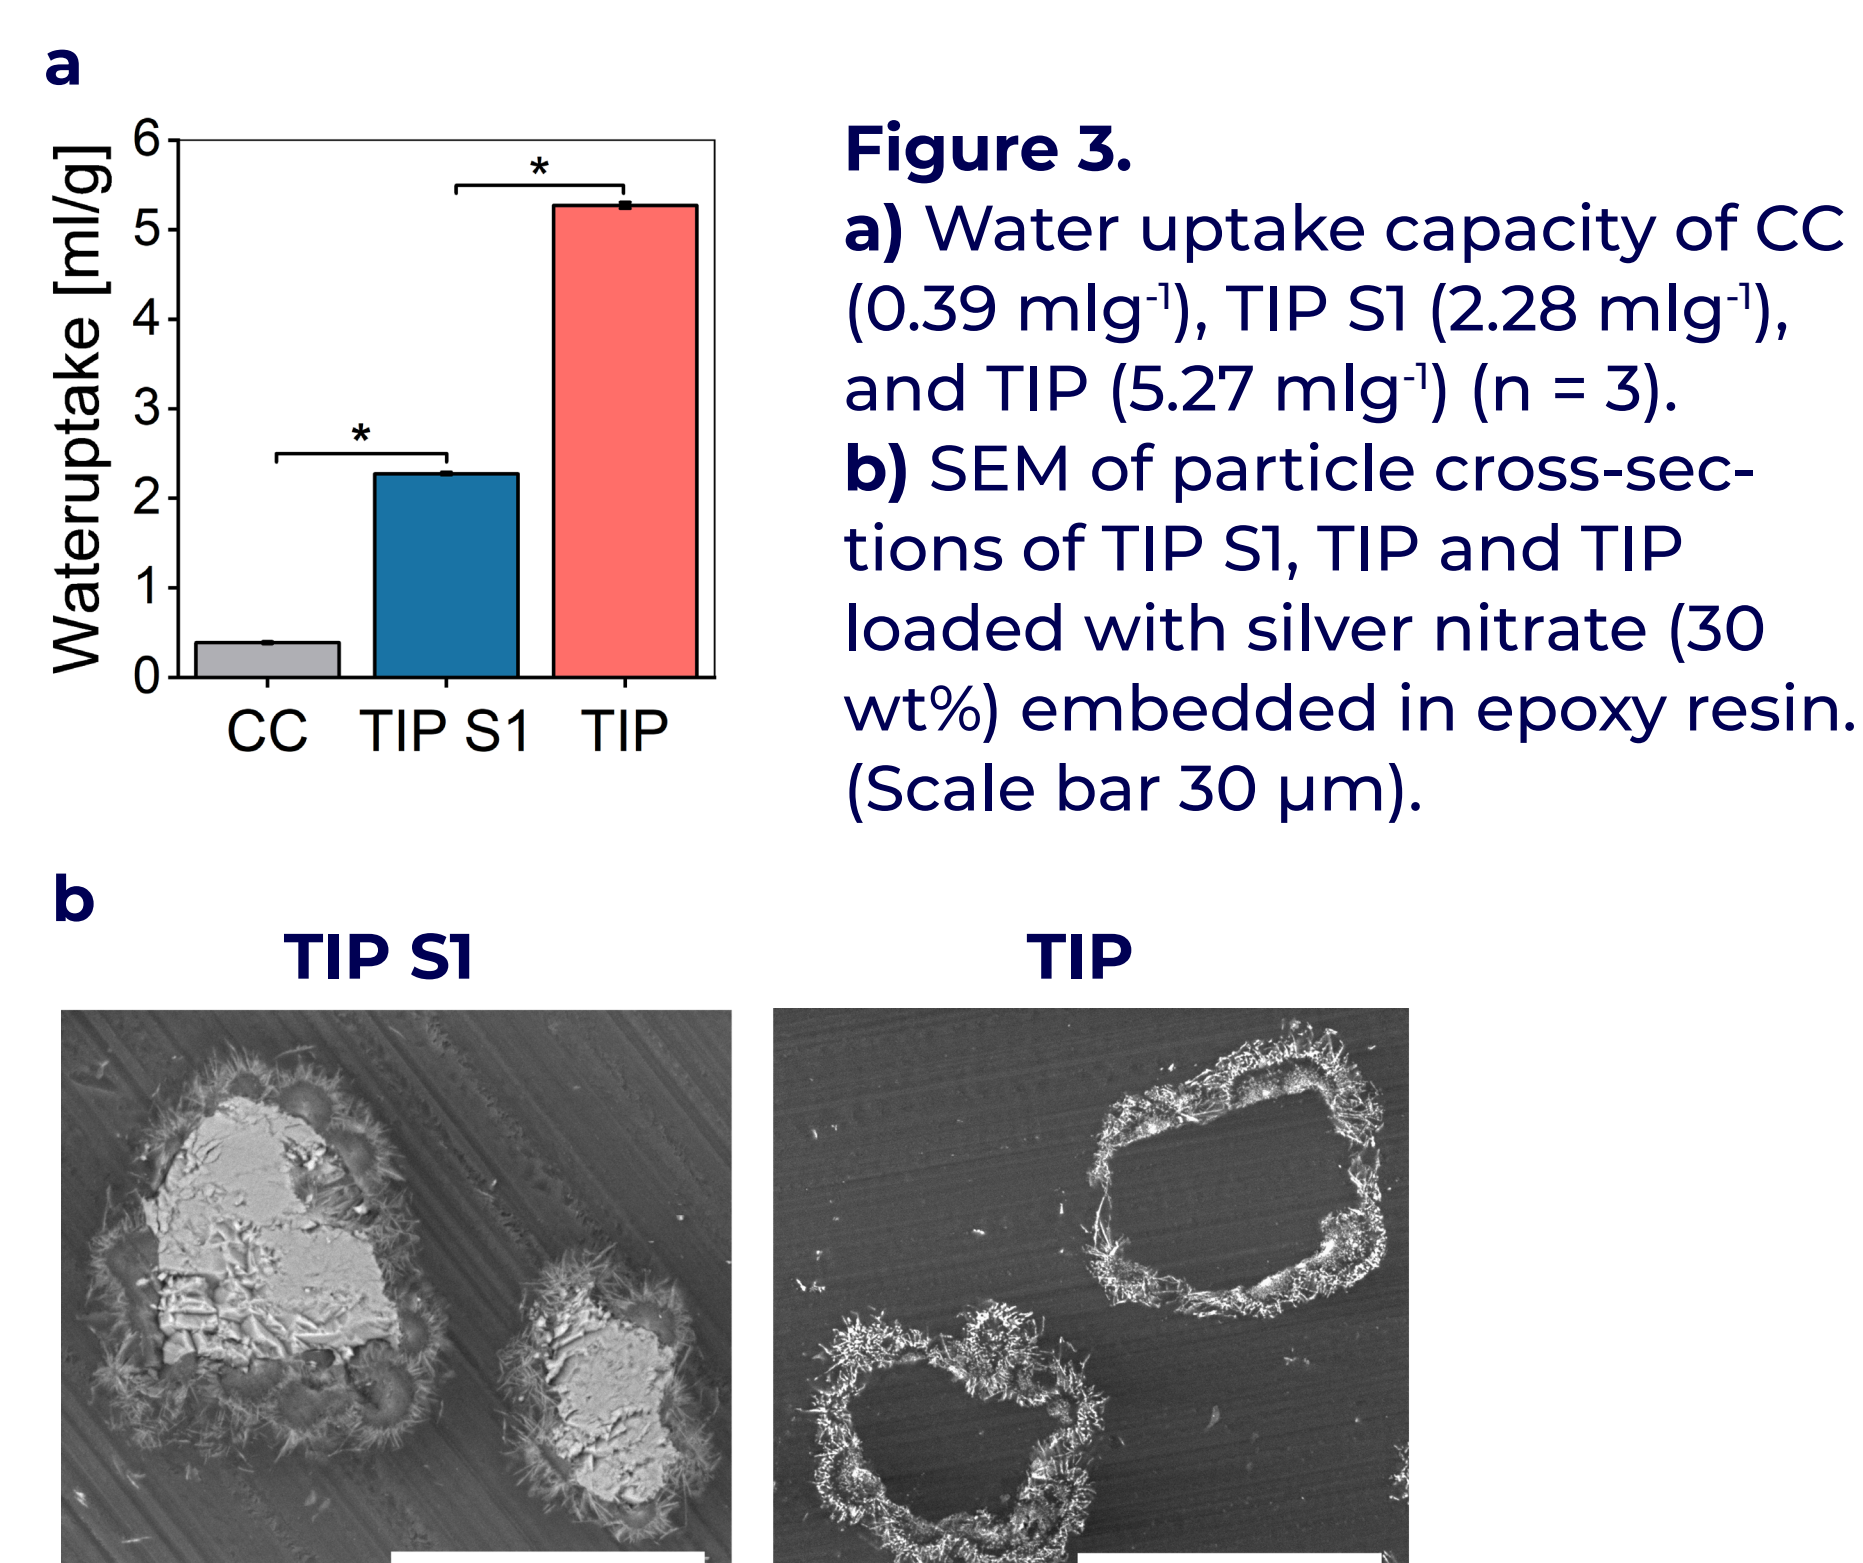 a
Wateruptake [ml/g]
6
5
4
3
2
1
0
*
*
CC TIP S1 TIP
Figure 3.
a) Water uptake capacity of CC
(0.39 mlg⁻¹), TIP S1 (2.28 mlg⁻¹),
and TIP (5.27 mlg⁻¹) (n = 3).
b) SEM of particle cross-sec-
tions of TIP S1, TIP and TIP
loaded with silver nitrate (30
wt%) embedded in epoxy resin.
(Scale bar 30 μm).
b
TIP S1 TIP